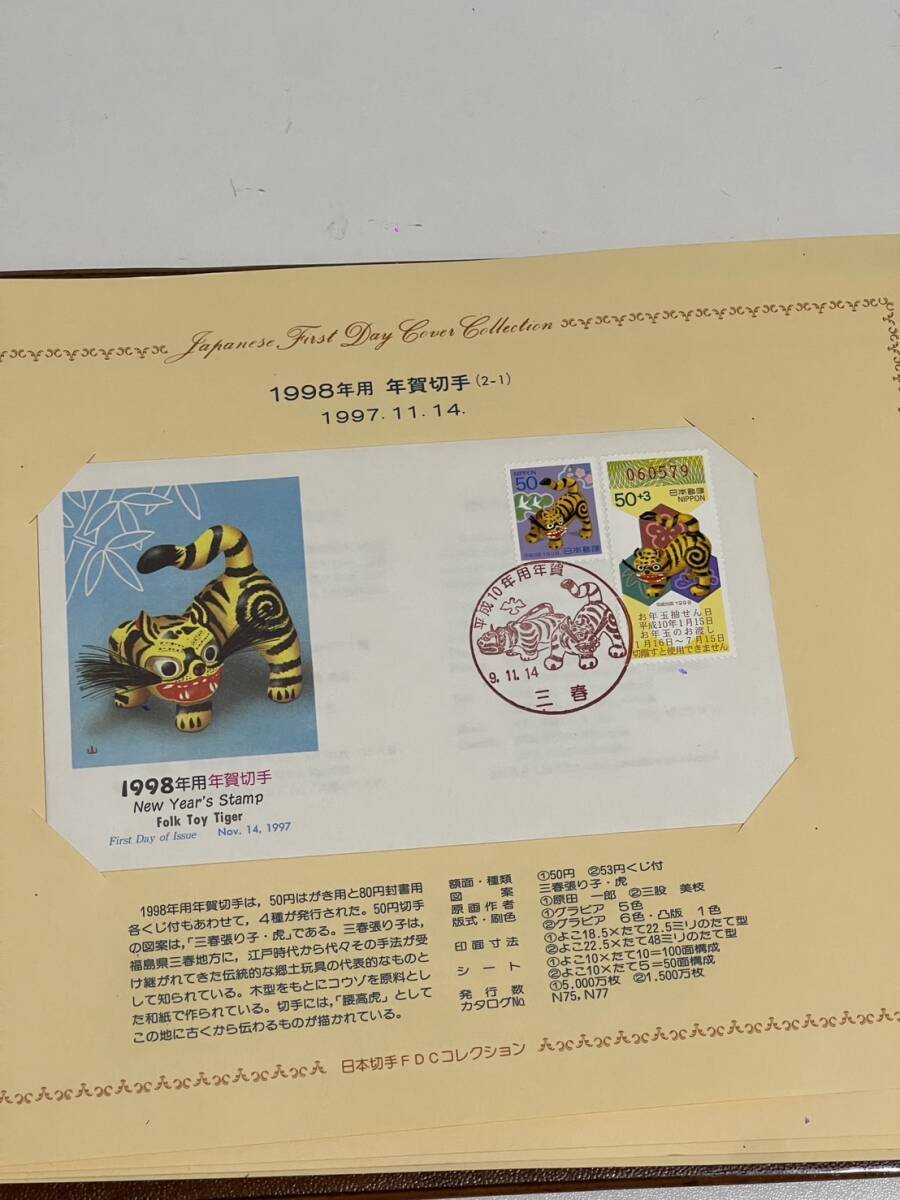 Japanese First Day Cover Collection
1998年用 年賀切手(2-1)
1997.11.14.
NIPPON
50
日本郵便
060579
50+3
日本郵便
NIPPON
お年玉抽せん日
平成10年1月15日
お年玉のお渡し
1月16日~7月15日
切離すと使用できません
平成10年用年賀
9.11.14
三春
山
1998年用年賀切手
New Year's Stamp
Folk Toy Tiger
First Day of Issue Nov. 14, 1997
1998年用年賀切手は,50円はがき用と80円封書用
各くじ付もあわせて,4種が発行された。50円切手
の図案は,「三春張り子・虎」である。三春張り子は,
福島県三春地方に,江戸時代から代々その手法が受
け継がれてきた伝統的な郷土玩具の代表的なものと
して知られている。木型をもとにコウゾを原料とし
た和紙で作られている。切手には,「腰高虎」として
この地に古くから伝わるものが描かれている。
額面・種類 ①50円 ②53円くじ付
図案 三春張り子・虎
原画作者 ①原田 一郎 ②三股 美枝
版式・刷色 ①グラビア 5色
②グラビア 6色・凸版 1色
印面寸法 ①よこ18.5×たて22.5ミリのたて型
②よこ22.5×たて48ミリのたて型
シート ①よこ10×たて10=100面構成
②よこ10×たて5=50面構成
発行数 ①5,000万枚 ②1,500万枚
カタログNo. N75, N77
日本切手FDCコレクション